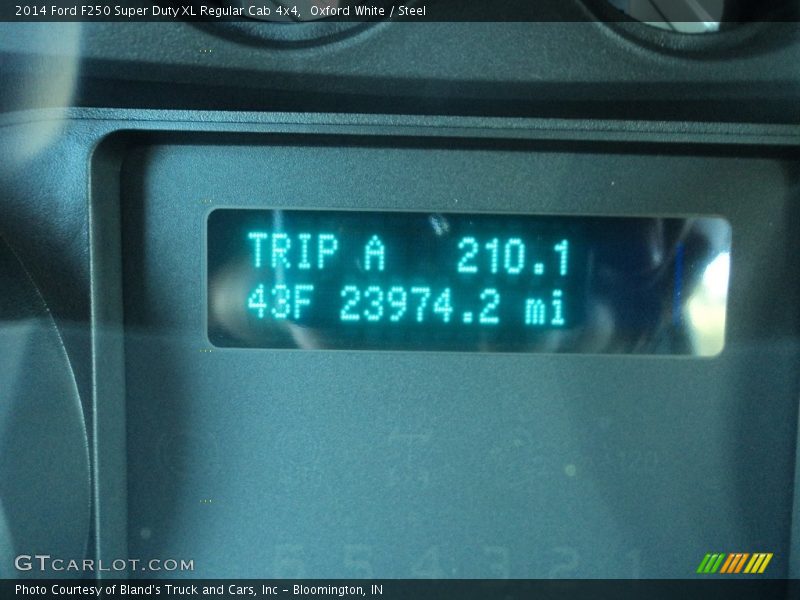 2014 Ford F250 Super Duty XL Regular Cab 4x4,  Oxford White / Steel
TRIP A 210.1
43F 23974.2 mi
GTCARLOT.COM
Photo Courtesy of Bland's Truck and Cars, Inc – Bloomington, IN